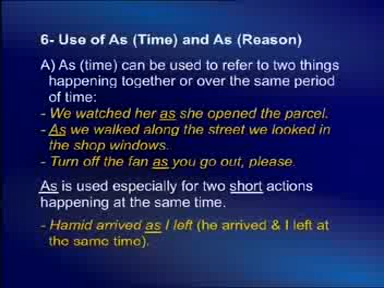 6- Use of As (Time) and As (Reason)
A) As (time) can be used to refer to two things
happening together or over the same period
of time:
- We watched her as she opened the parcel.
- As we walked along the street we looked in
the shop windows.
- Turn off the fan as you go out, please.
As is used especially for two short actions
happening at the same time.
- Hamid arrived as I left (he arrived & I left at
the same time).